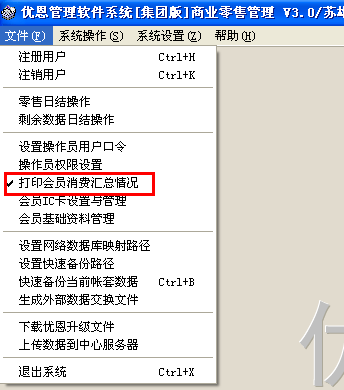 优恩管理软件系统[集团版]商业零售管理 V3.0/苏
文件(F) 系统操作(S) 系统设置(Z) 帮助(H)
注册用户 Ctrl+H
注销用户 Ctrl+K
零售日结操作
剩余数据日结操作
设置操作员用户口令
操作员权限设置
✓打印会员消费汇总情况
会员IC卡设置与管理
会员基础资料管理
设置网络数据库映射路径
设置快速备份路径
快速备份当前帐套数据 Ctrl+B
生成外部数据交换文件
下载优恩升级文件
上传数据到中心服务器
退出系统 Ctrl+X